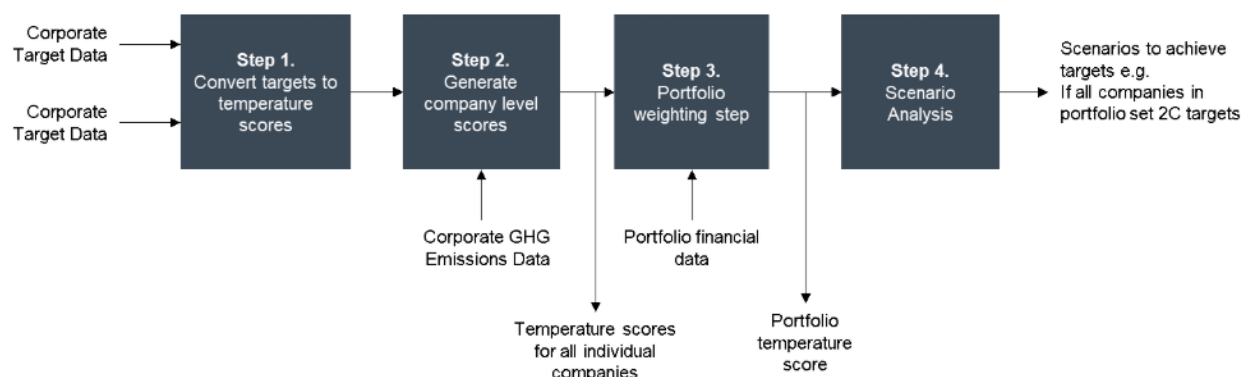 Corporate
Target Data
Corporate
Target Data
Step 1.
Convert targets to
temperature
scores
Step 2.
Generate
company level
scores
Step 3.
Portfolio
weighting step
Step 4.
Scenario
Analysis
Scenarios to achieve
targets e.g.
If all companies in
portfolio set 2C targets
Corporate GHG
Emissions Data
Portfolio financial
data
Temperature scores
for all individual
companies
Portfolio
temperature
score